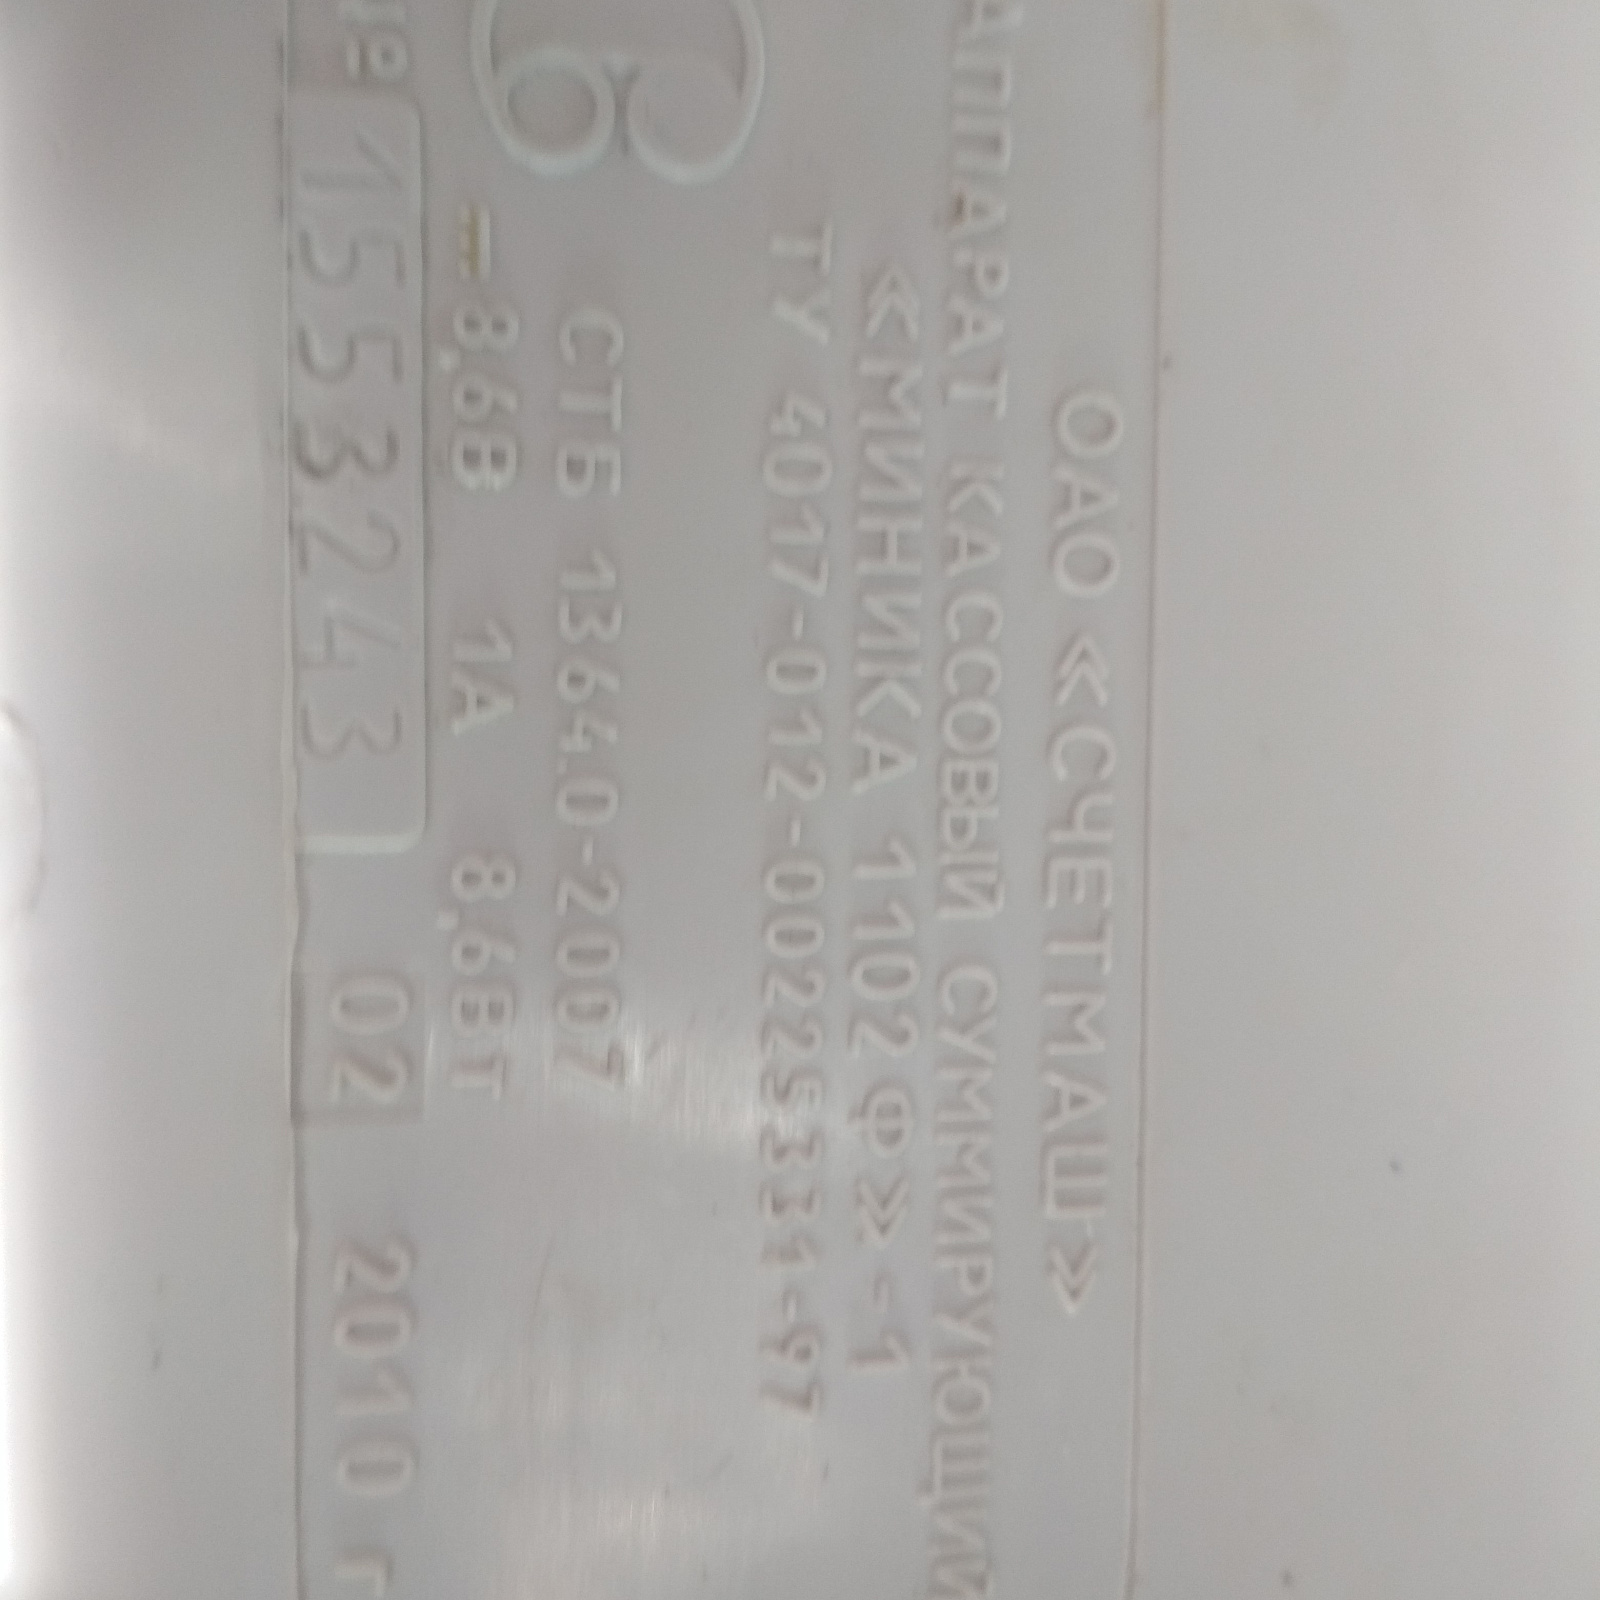 ОАО «СЧЕТМАШ»
АППАРАТ КАССОВЫЙ СУММИРУЮЩИЙ
«МИНИКА 1102Ф»-1
ТУ 4017-012-00225331-97
СТБ 1364.0-2007
8,6В 1А 8,6ВТ
№ 1553243 02 2010 г